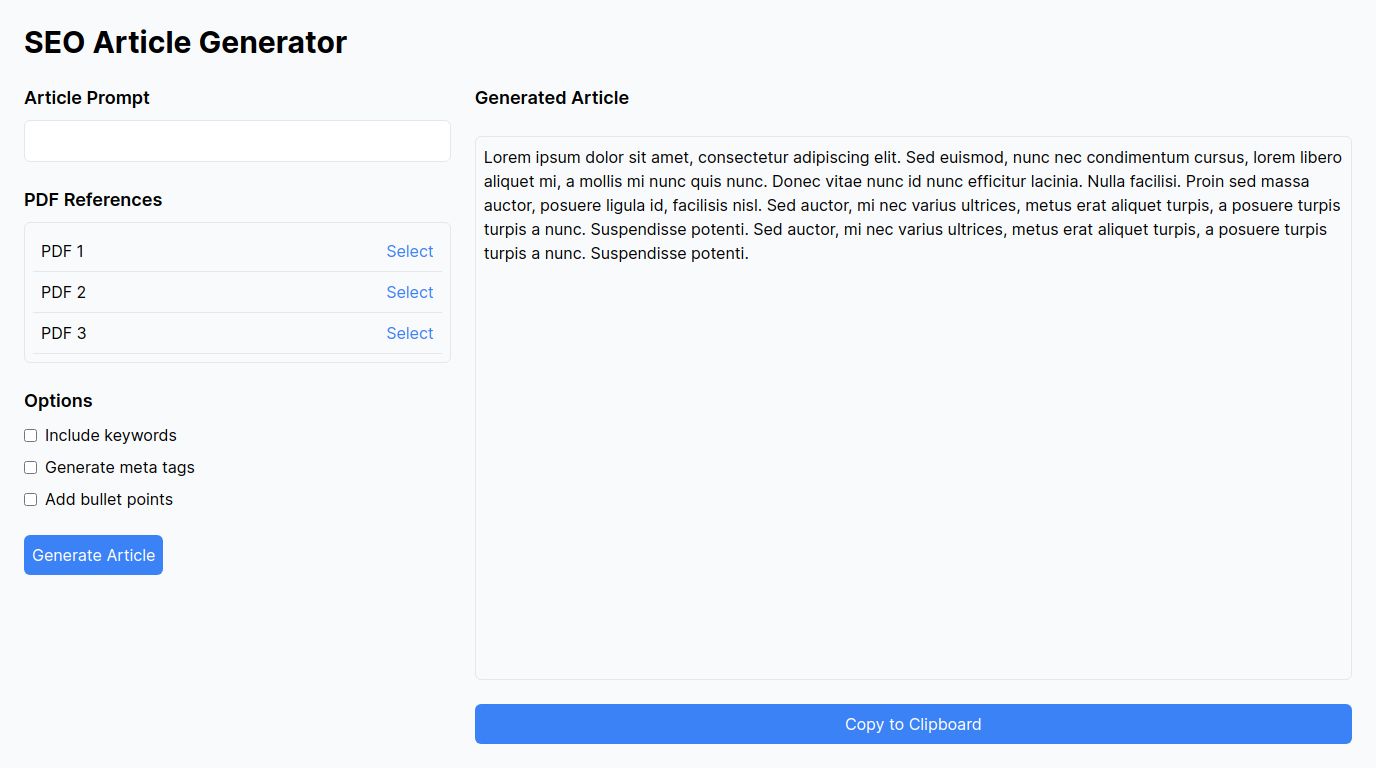 SEO Article Generator
Article Prompt
PDF References
PDF 1 Select
PDF 2 Select
PDF 3 Select
Options
Include keywords
Generate meta tags
Add bullet points
Generate Article
Generated Article
Lorem ipsum dolor sit amet, consectetur adipiscing elit. Sed euismod, nunc nec condimentum cursus, lorem libero
aliquet mi, a mollis mi nunc quis nunc. Donec vitae nunc id nunc efficitur lacinia. Nulla facilisi. Proin sed massa
auctor, posuere ligula id, facilisis nisl. Sed auctor, mi nec varius ultrices, metus erat aliquet turpis, a posuere turpis
turpis a nunc. Suspendisse potenti. Sed auctor, mi nec varius ultrices, metus erat aliquet turpis, a posuere turpis
turpis a nunc. Suspendisse potenti.
Copy to Clipboard